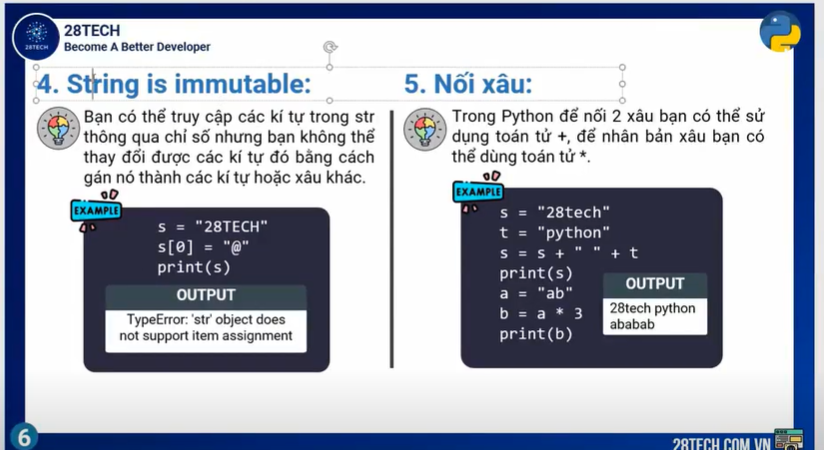 28TECH
Become A Better Developer
28TECH
4. String is immutable:
Bạn có thể truy cập các kí tự trong str
thông qua chỉ số nhưng bạn không thể
thay đổi được các kí tự đó bằng cách
gán nó thành các kí tự hoặc xâu khác.
EXAMPLE
s = "28TECH"
s[0] = "@"
print(s)
OUTPUT
TypeError: 'str' object does
not support item assignment
5. Nối xâu:
Trong Python để nối 2 xâu bạn có thể sử
dụng toán tử +, để nhân bản xâu bạn có
thể dùng toán tử *.
EXAMPLE
s = "28tech"
t = "python"
s = s + " " + t
print(s)
a = "ab"
b = a * 3
print(b)
OUTPUT
28tech python
ababab
6
28TECH.COM.VN